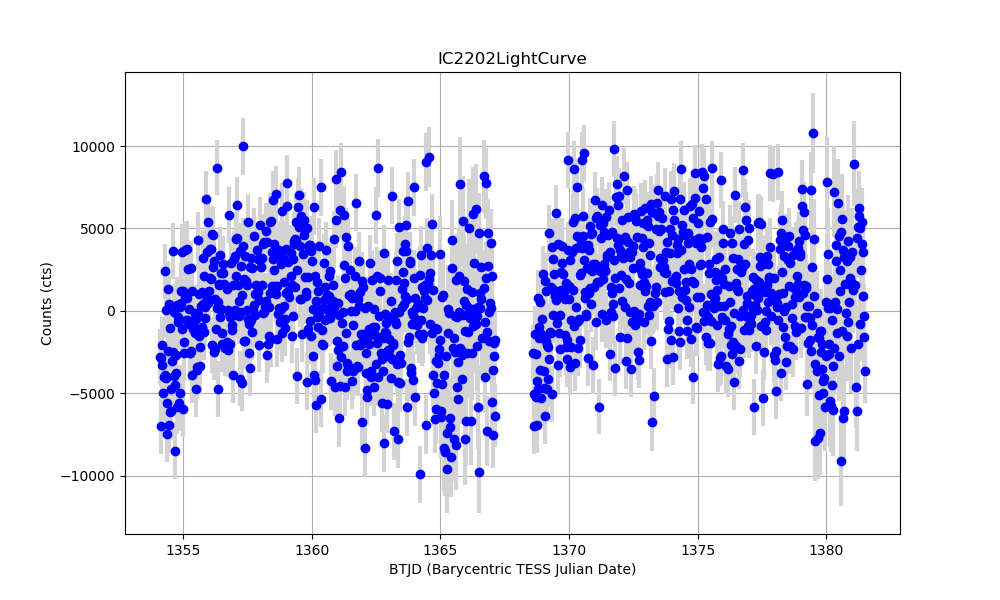 IC2202LightCurve
10000
5000
0
−5000
−10000
Counts (cts)
1355 1360 1365 1370 1375 1380
BTJD (Barycentric TESS Julian Date)